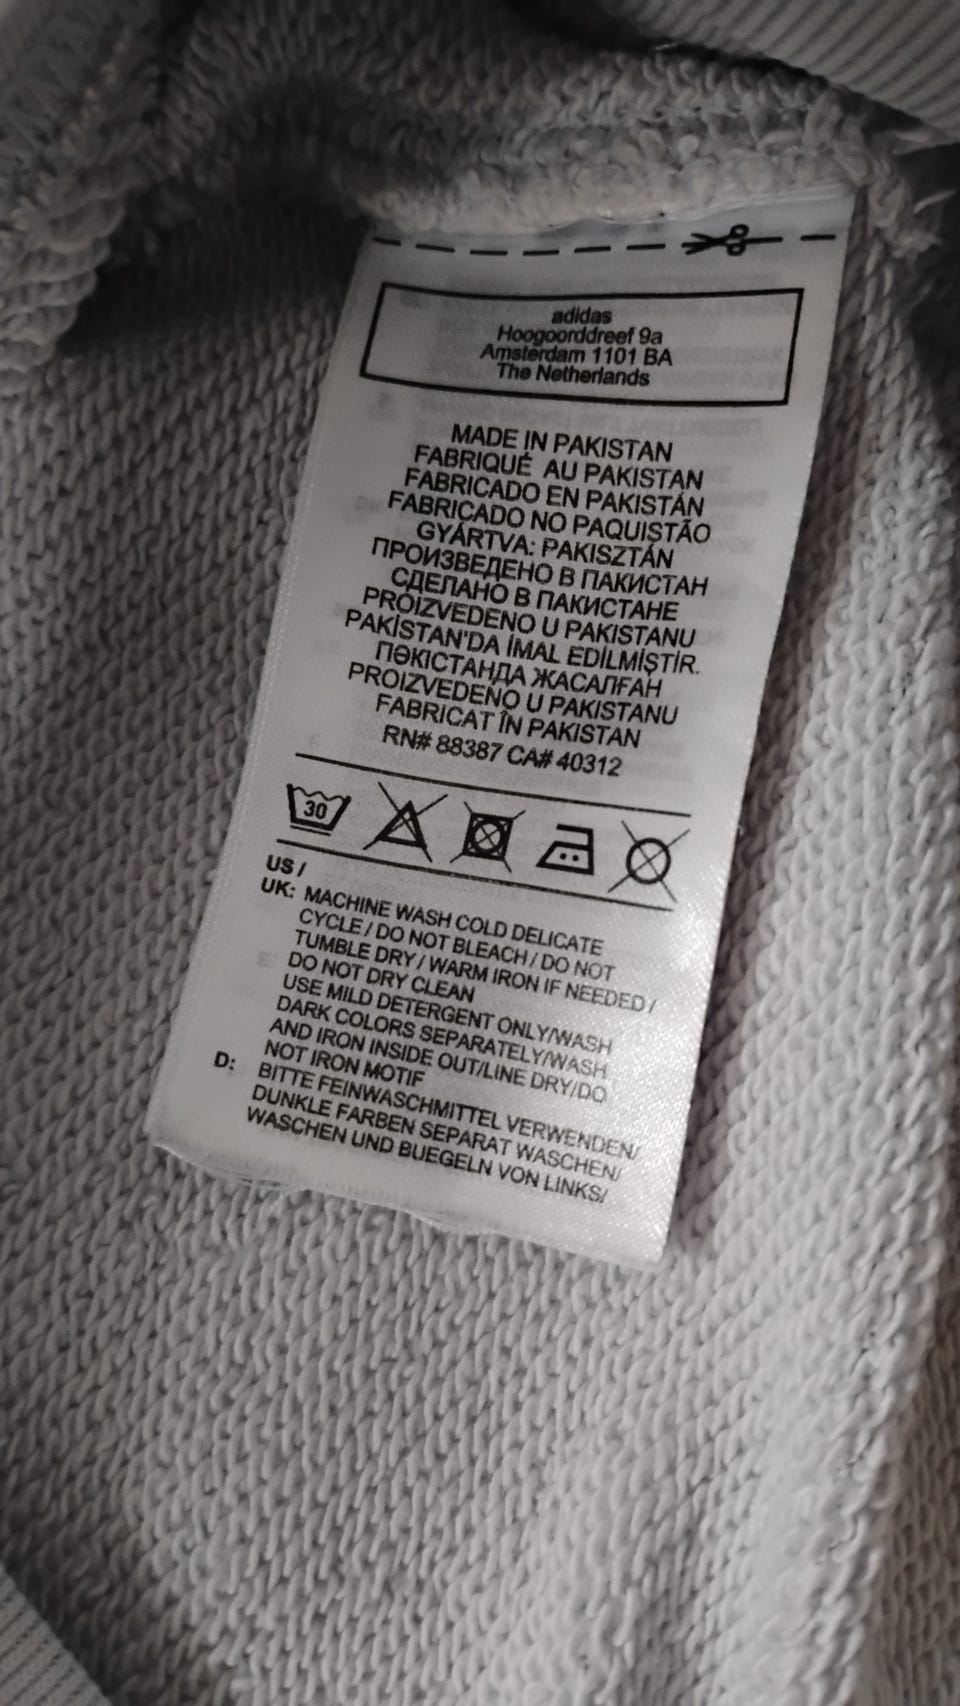 adidas
Hoogoorddreef 9a
Amsterdam 1101 BA
The Netherlands
MADE IN PAKISTAN
FABRIQUÉ AU PAKISTAN
FABRICADO EN PAKISTÁN
FABRICADO NO PAQUISTÃO
GYÁRTVA: PAKISZTÁN
ПРОИЗВЕДЕНО В ПАКИСТАН
СДЕЛАНО В ПАКИСТАНЕ
PROIZVEDENO U PAKISTANU
PAKİSTAN'DA İMAL EDİLMİŞTİR.
ПӘКІСТАНДА ЖАСАЛҒАН
PROIZVEDENO U PAKISTANU
FABRICAT ÎN PAKISTAN
RN# 88387 CA# 40312
30
US /
UK: MACHINE WASH COLD DELICATE
CYCLE / DO NOT BLEACH / DO NOT
TUMBLE DRY / WARM IRON IF NEEDED /
DO NOT DRY CLEAN
USE MILD DETERGENT ONLY/WASH
DARK COLORS SEPARATELY/WASH
AND IRON INSIDE OUT/LINE DRY/DO
NOT IRON MOTIF
D: BITTE FEINWASCHMITTEL VERWENDEN/
DUNKLE FARBEN SEPARAT WASCHEN/
WASCHEN UND BUEGELN VON LINKS/